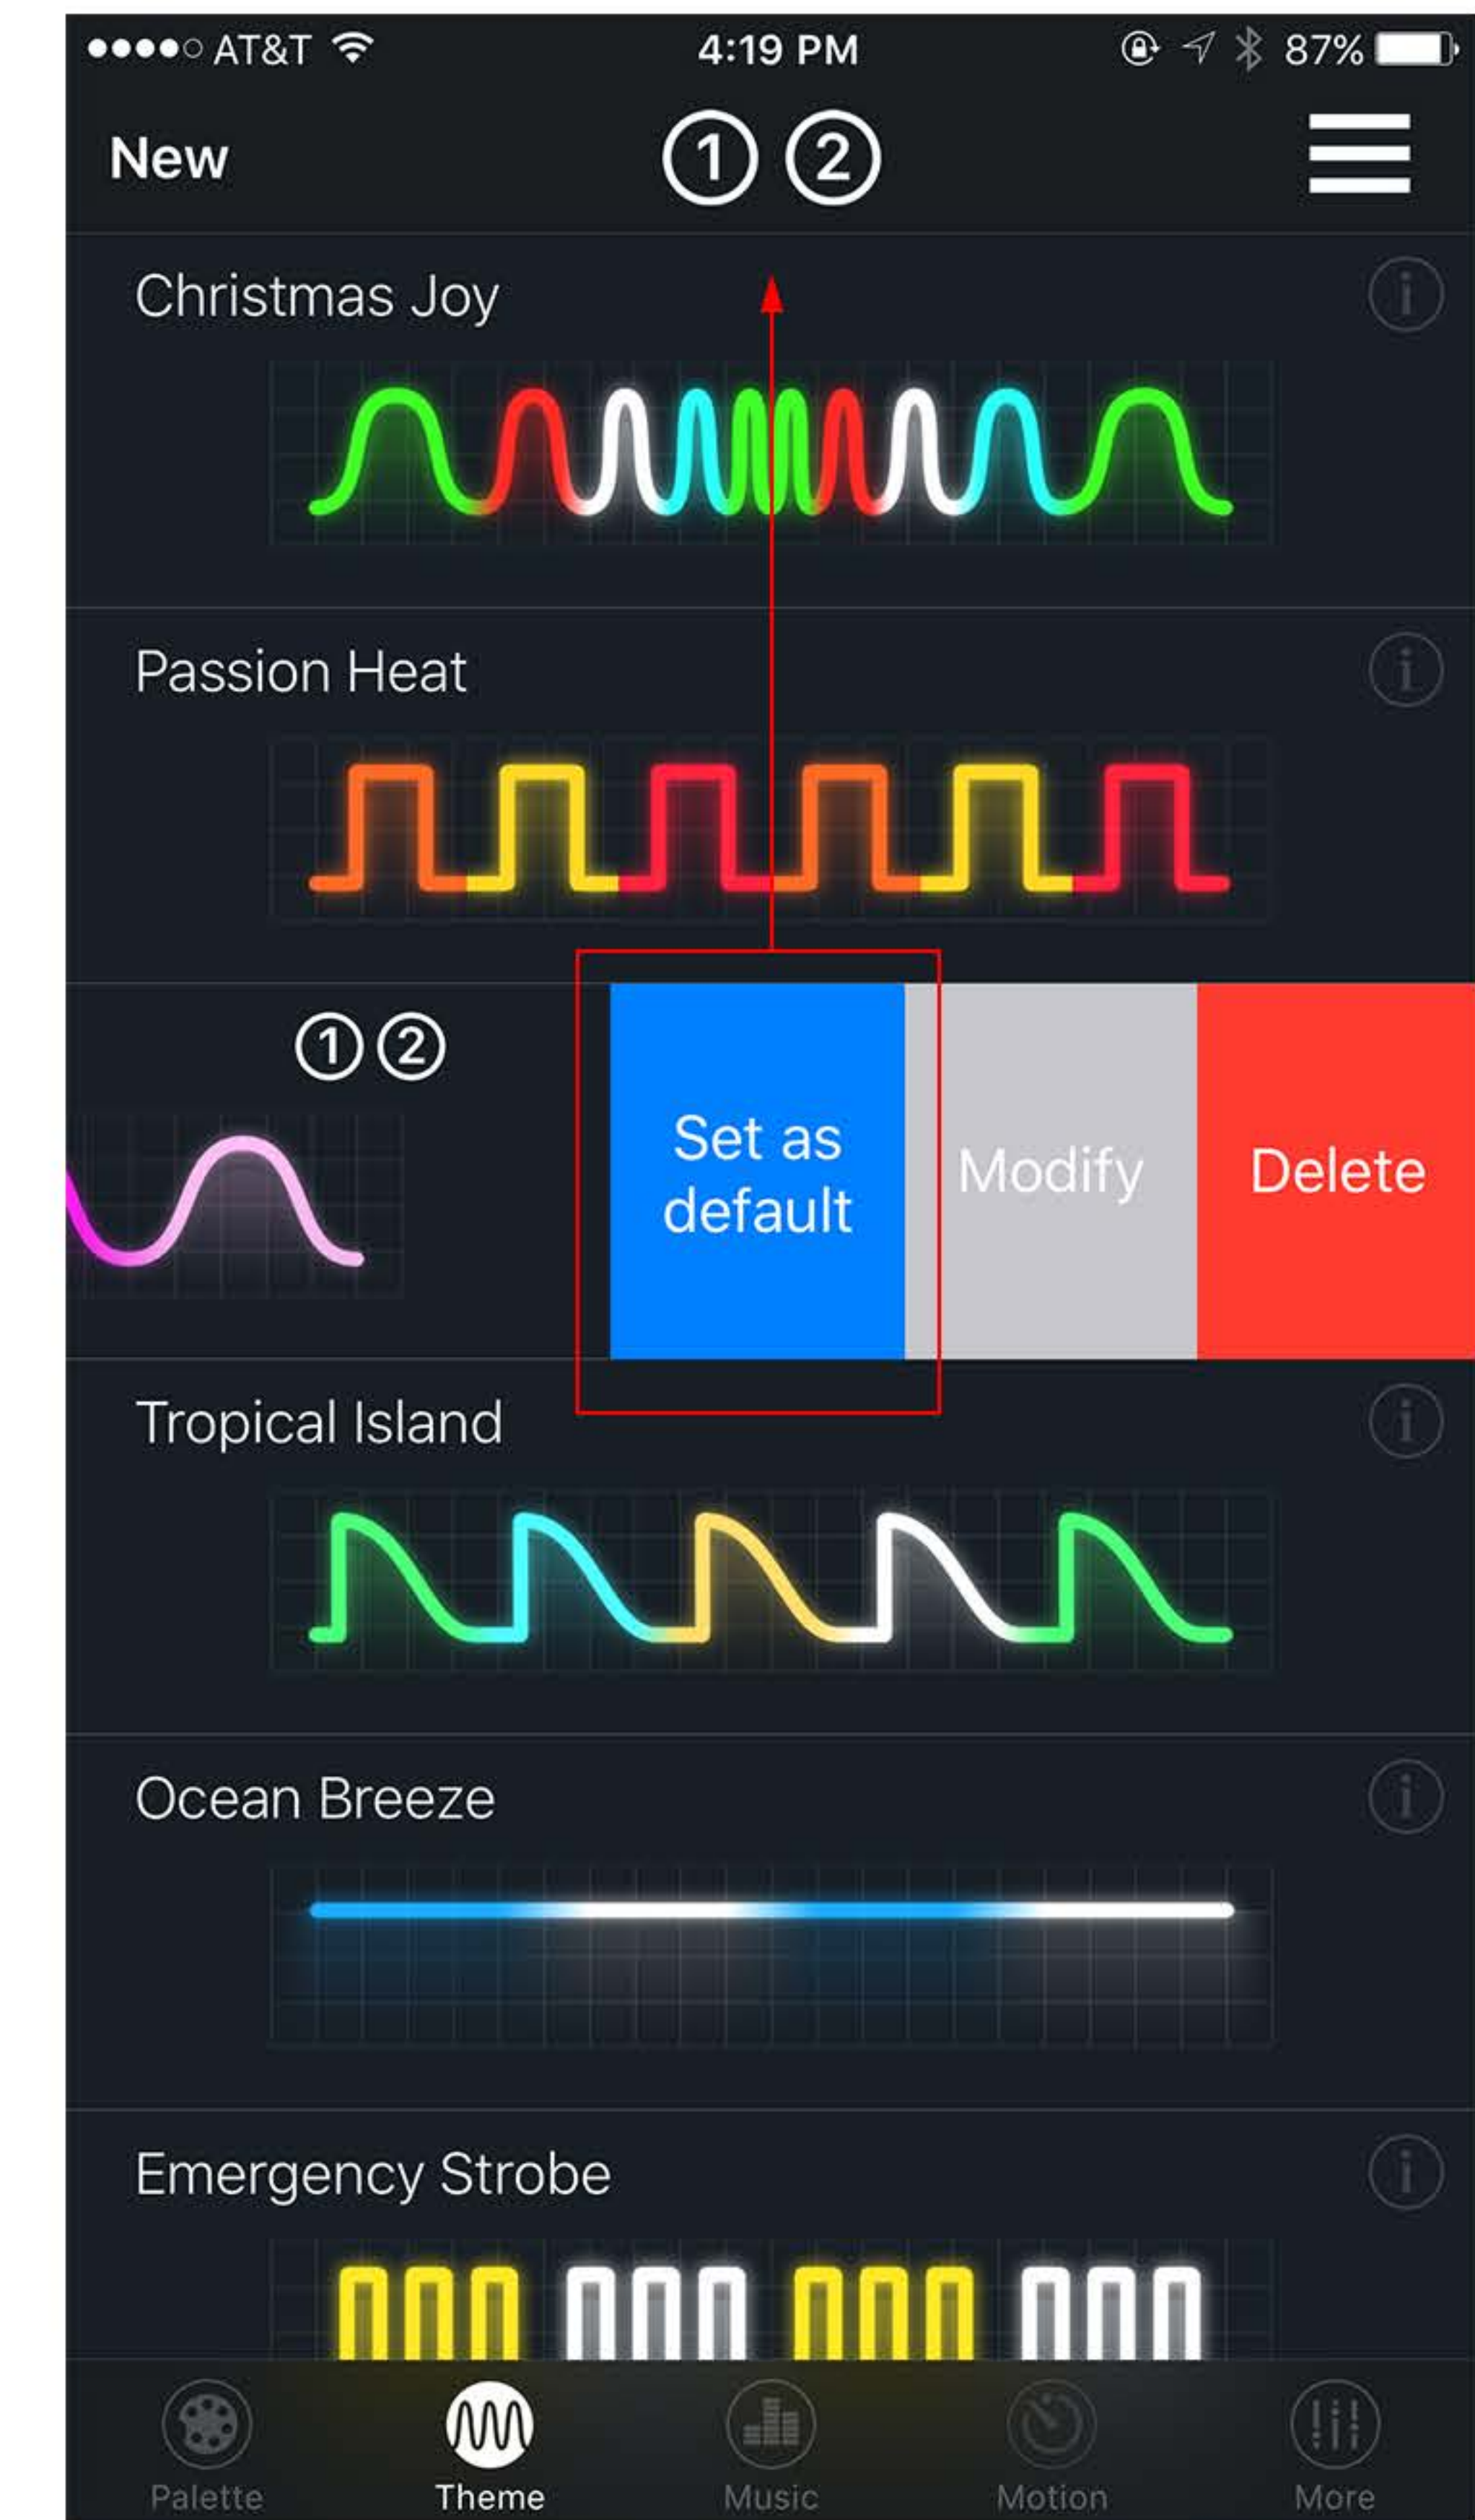 AT&T 4:19 PM 87%
New ① ②
Christmas Joy
Passion Heat
① ②
Set as
default
Modify
Delete
Tropical Island
Ocean Breeze
Emergency Strobe
Palette Theme Music Motion More